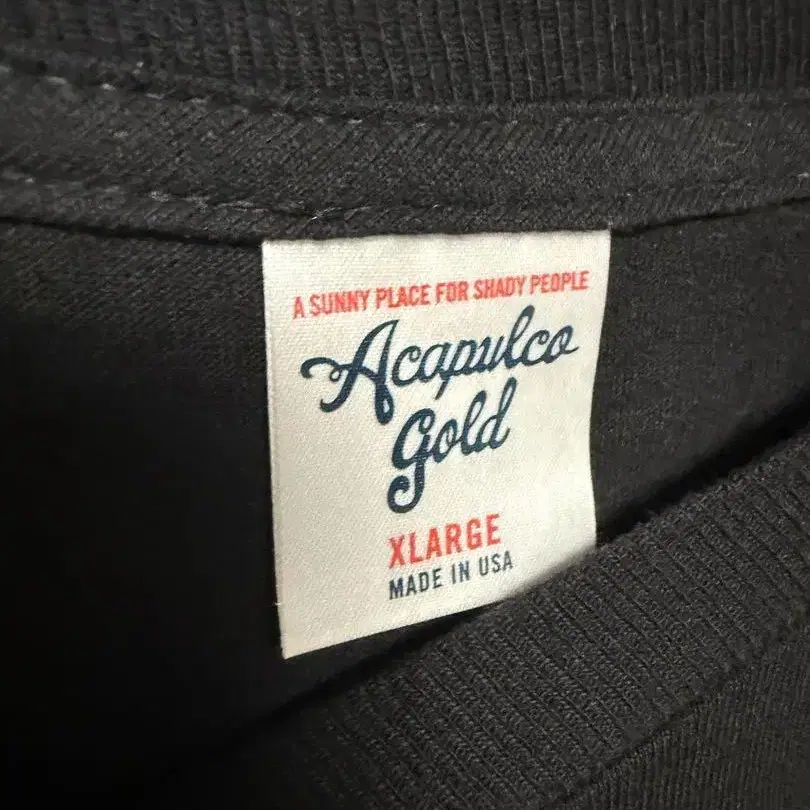 A SUNNY PLACE FOR SHADY PEOPLE
Acapulco
Gold
XLARGE
MADE IN USA